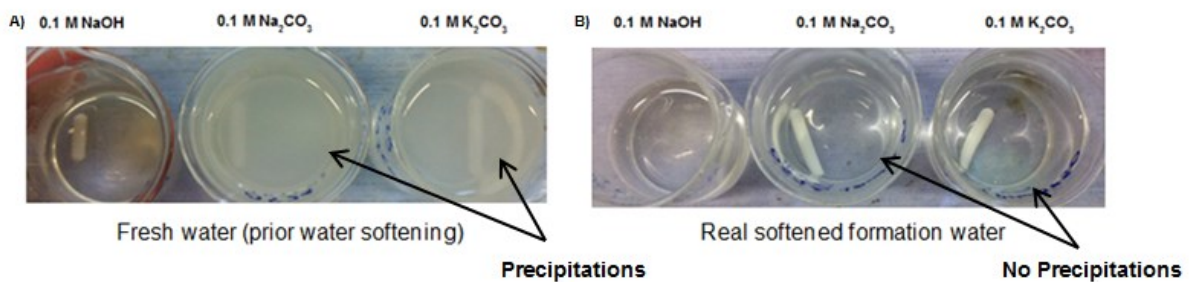 A) 0.1 M NaOH 0.1 M Na₂CO₃ 0.1 M K₂CO₃
Fresh water (prior water softening)
Precipitations
B) 0.1 M NaOH 0.1 M Na₂CO₃ 0.1 M K₂CO₃
Real softened formation water
No Precipitations